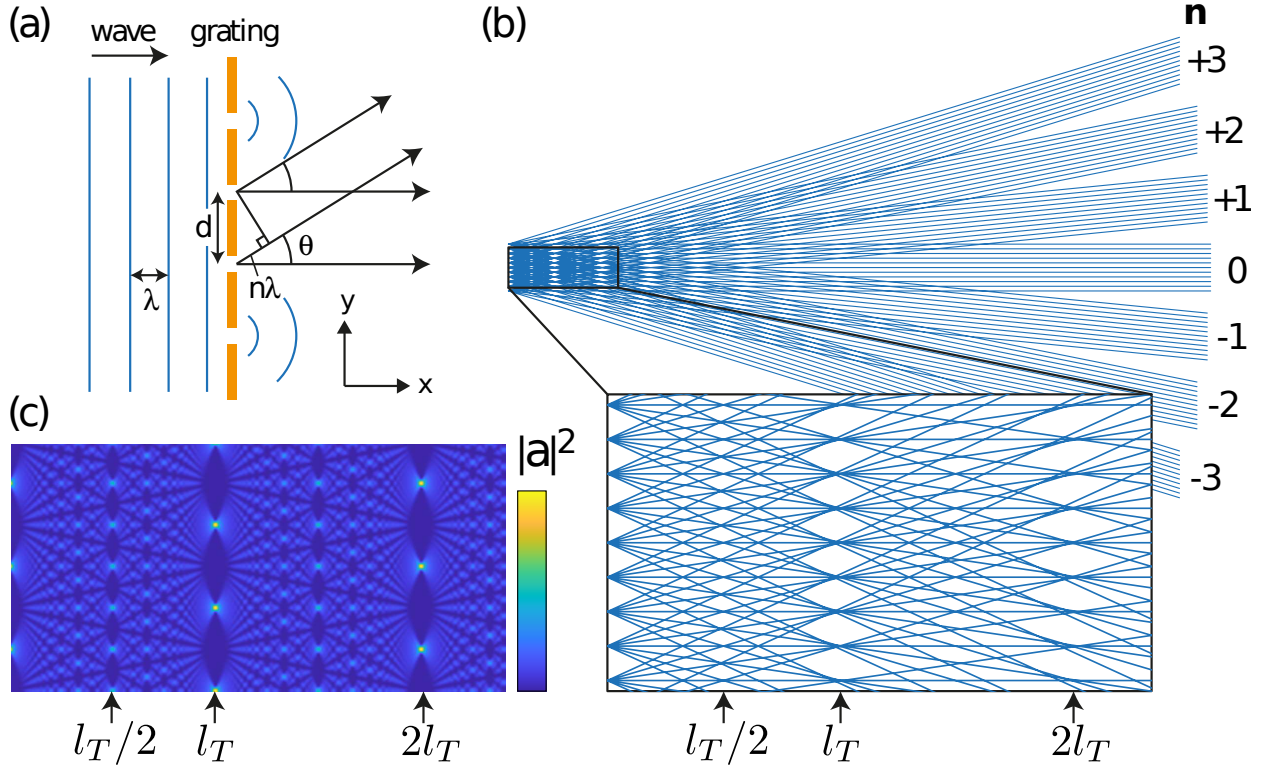 (a)
wave
grating
d
θ
nλ
λ
y
x
(b)
n
+3
+2
+1
0
-1
-2
-3
l_T/2
l_T
2l_T
(c)
|a|²
l_T/2
l_T
2l_T